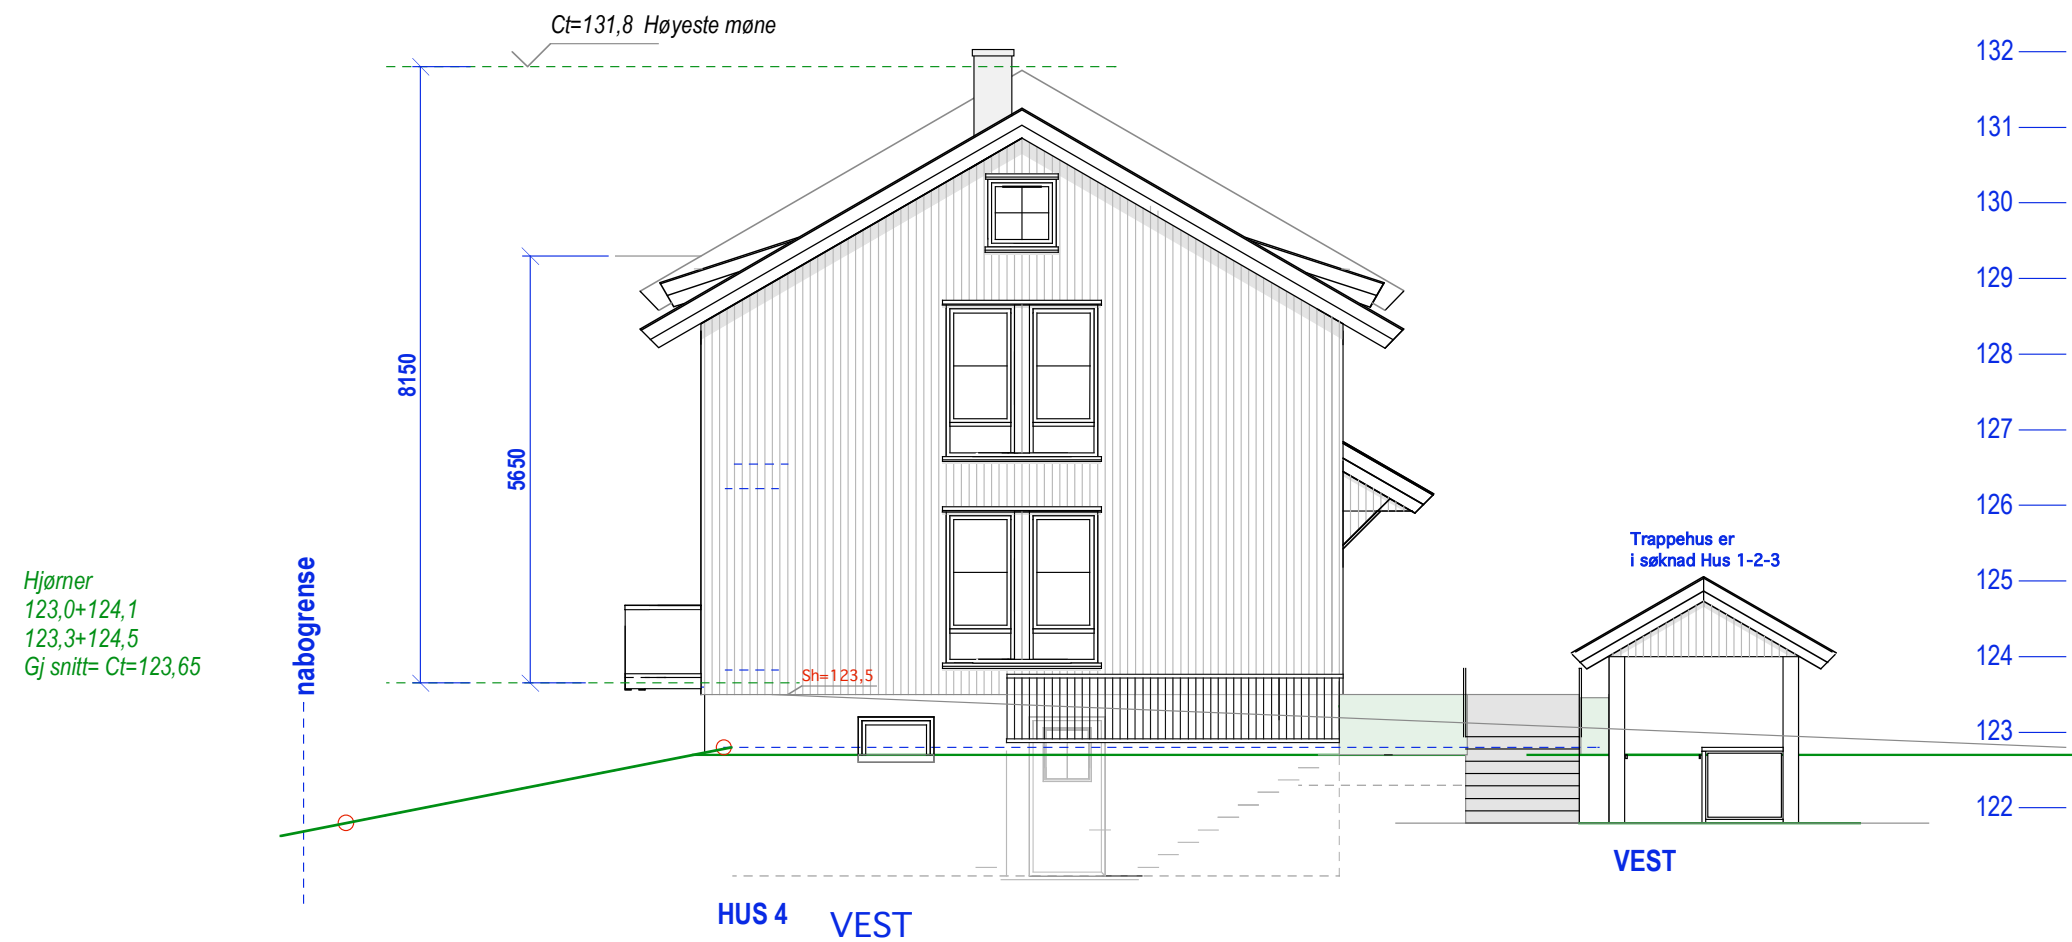 Ct=131,8 Høyeste møne
132
131
130
129
128
127
126
125
124
123
122
8150
5650
Hjørner
123,0+124,1
123,3+124,5
Gj snitt= Ct=123,65
nabogrense
Sh=123,5
Trappehus er
i søknad Hus 1-2-3
VEST
HUS 4 VEST